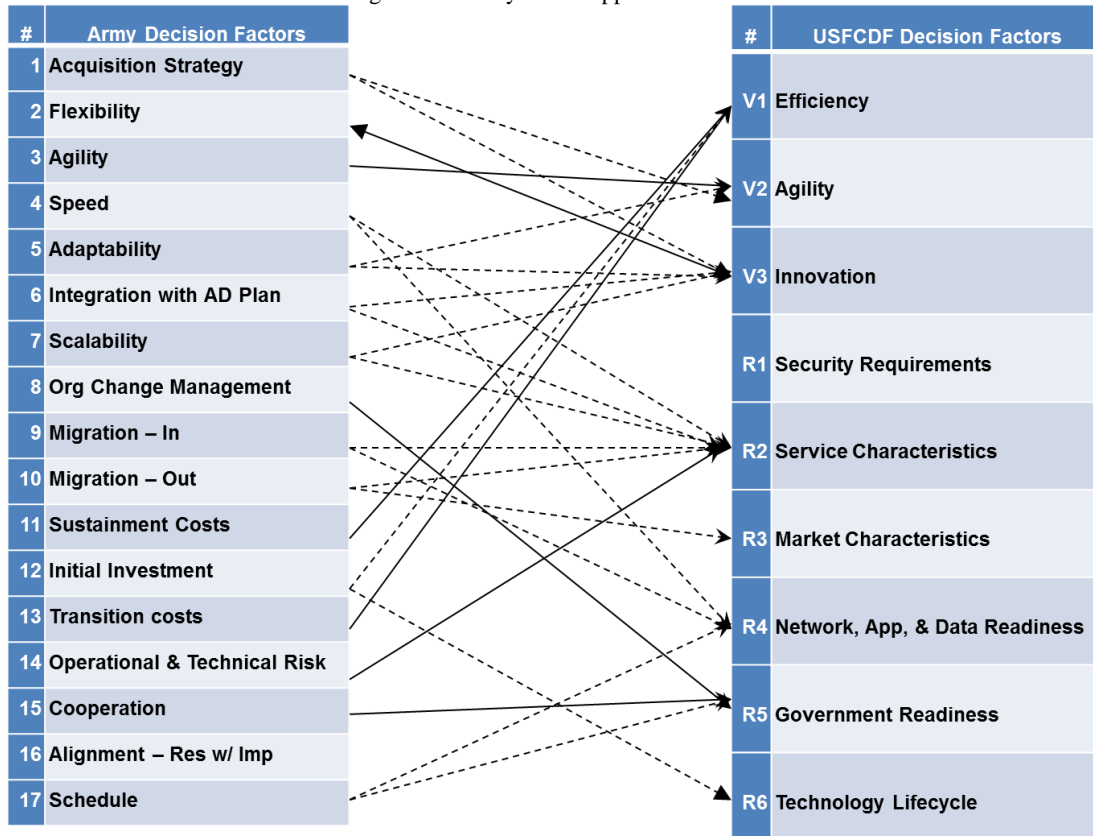 # Army Decision Factors
1 Acquisition Strategy
2 Flexibility
3 Agility
4 Speed
5 Adaptability
6 Integration with AD Plan
7 Scalability
8 Org Change Management
9 Migration – In
10 Migration – Out
11 Sustainment Costs
12 Initial Investment
13 Transition costs
14 Operational & Technical Risk
15 Cooperation
16 Alignment – Res w/ Imp
17 Schedule
# USFCDF Decision Factors
V1 Efficiency
V2 Agility
V3 Innovation
R1 Security Requirements
R2 Service Characteristics
R3 Market Characteristics
R4 Network, App, & Data Readiness
R5 Government Readiness
R6 Technology Lifecycle